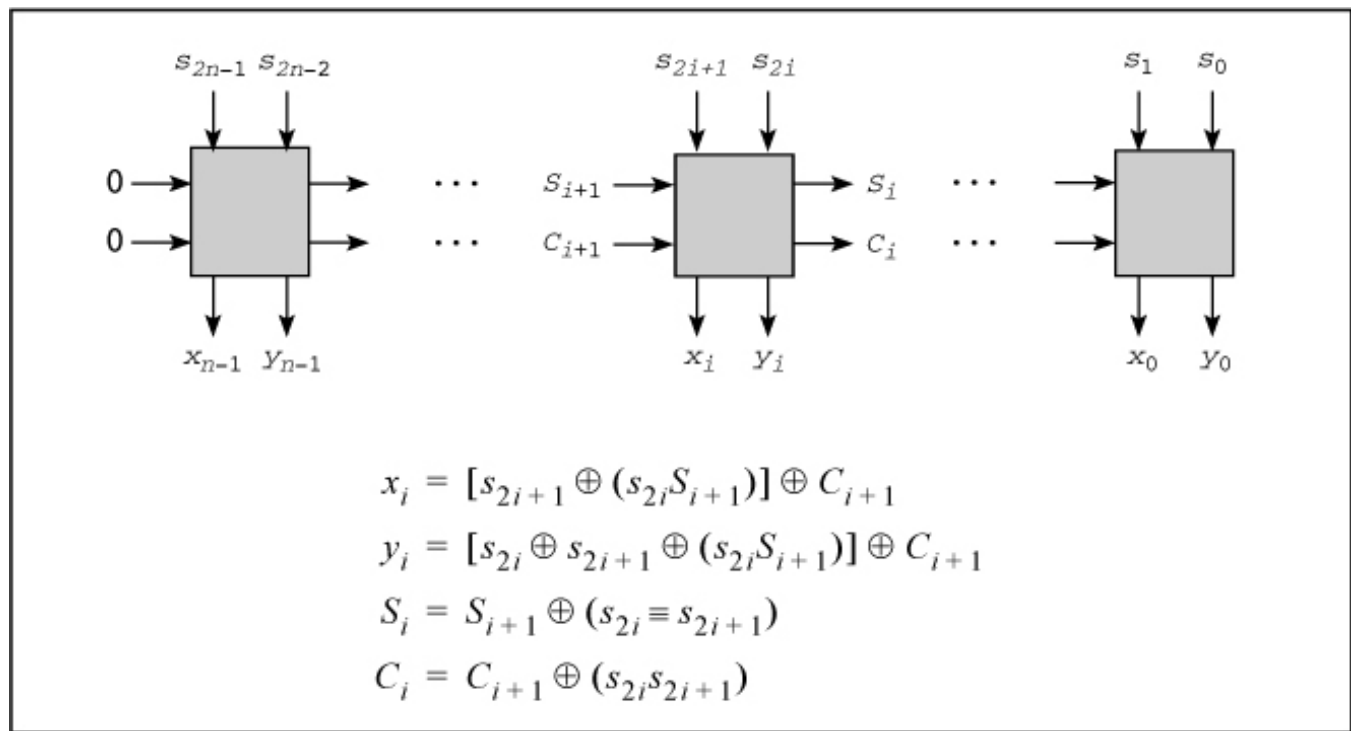 s₂ₙ₋₁ s₂ₙ₋₂ s₂ᵢ₊₁ s₂ᵢ s₁ s₀
0 ··· Sᵢ₊₁ Sᵢ ···
0 ··· Cᵢ₊₁ Cᵢ ···
xₙ₋₁ yₙ₋₁ xᵢ yᵢ x₀ y₀
xᵢ = [s₂ᵢ₊₁ ⊕ (s₂ᵢSᵢ₊₁)] ⊕ Cᵢ₊₁
yᵢ = [s₂ᵢ ⊕ s₂ᵢ₊₁ ⊕ (s₂ᵢSᵢ₊₁)] ⊕ Cᵢ₊₁
Sᵢ = Sᵢ₊₁ ⊕ (s₂ᵢ ≡ s₂ᵢ₊₁)
Cᵢ = Cᵢ₊₁ ⊕ (s₂ᵢs₂ᵢ₊₁)